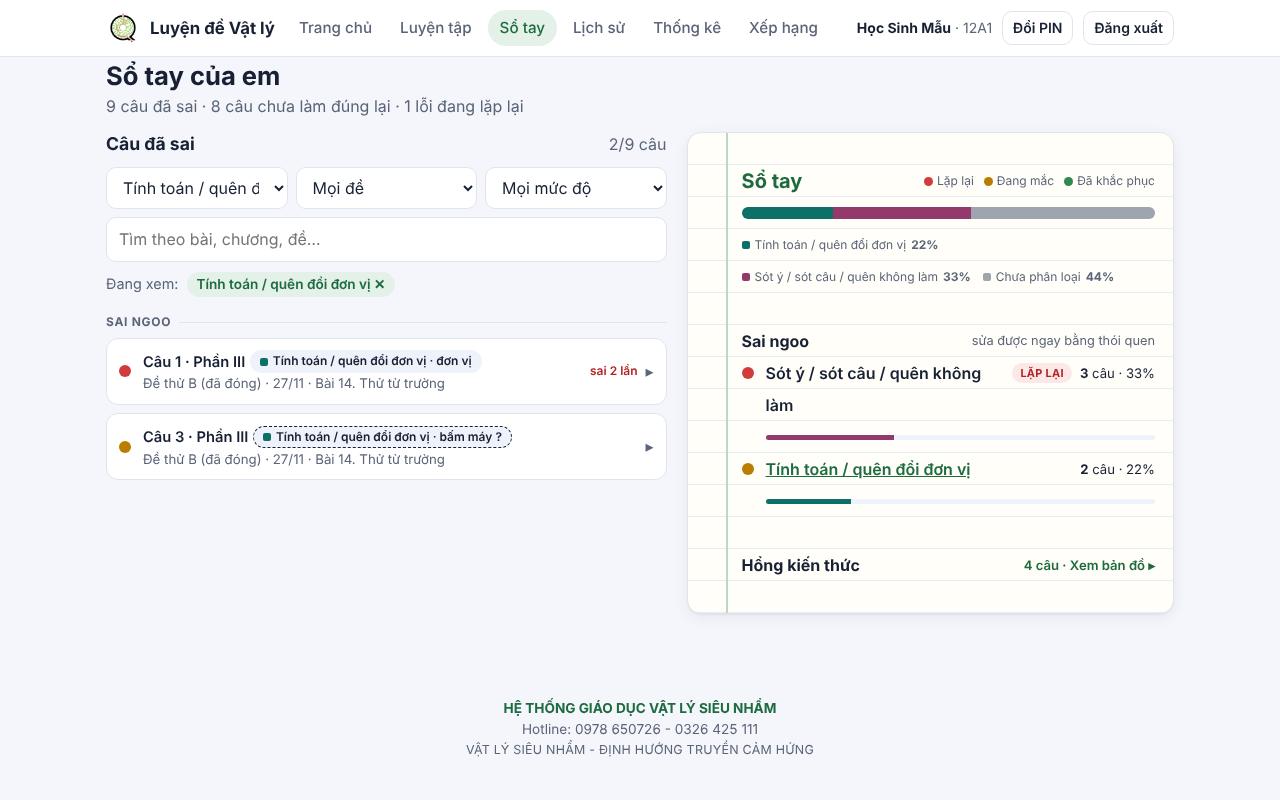 Luyện đề Vật lý
Trang chủ
Luyện tập
Sổ tay
Lịch sử
Thống kê
Xếp hạng
Học Sinh Mẫu · 12A1
Đổi PIN
Đăng xuất
Sổ tay của em
9 câu đã sai · 8 câu chưa làm đúng lại · 1 lỗi đang lặp lại
Câu đã sai
2/9 câu
Tính toán / quên đ
Mọi đề
Mọi mức độ
Tìm theo bài, chương, đề...
Đang xem: Tính toán / quên đổi đơn vị ✕
SAI NGOO
Câu 1 · Phần III Tính toán / quên đổi đơn vị · đơn vị
Đề thử B (đã đóng) · 27/11 · Bài 14. Thử từ trường
sai 2 lần ▸
Câu 3 · Phần III Tính toán / quên đổi đơn vị · bấm máy ?
Đề thử B (đã đóng) · 27/11 · Bài 14. Thử từ trường
▸
Sổ tay
Lặp lại
Đang mắc
Đã khắc phục
Tính toán / quên đổi đơn vị 22%
Sót ý / sót câu / quên không làm 33%
Chưa phân loại 44%
Sai ngoo
sửa được ngay bằng thói quen
Sót ý / sót câu / quên không
làm
LẶP LẠI
3 câu · 33%
Tính toán / quên đổi đơn vị
2 câu · 22%
Hổng kiến thức
4 câu · Xem bản đồ ▸
HỆ THỐNG GIÁO DỤC VẬT LÝ SIÊU NHẨM
Hotline: 0978 650726 - 0326 425 111
VẬT LÝ SIÊU NHẨM - ĐỊNH HƯỚNG TRUYỀN CẢM HỨNG